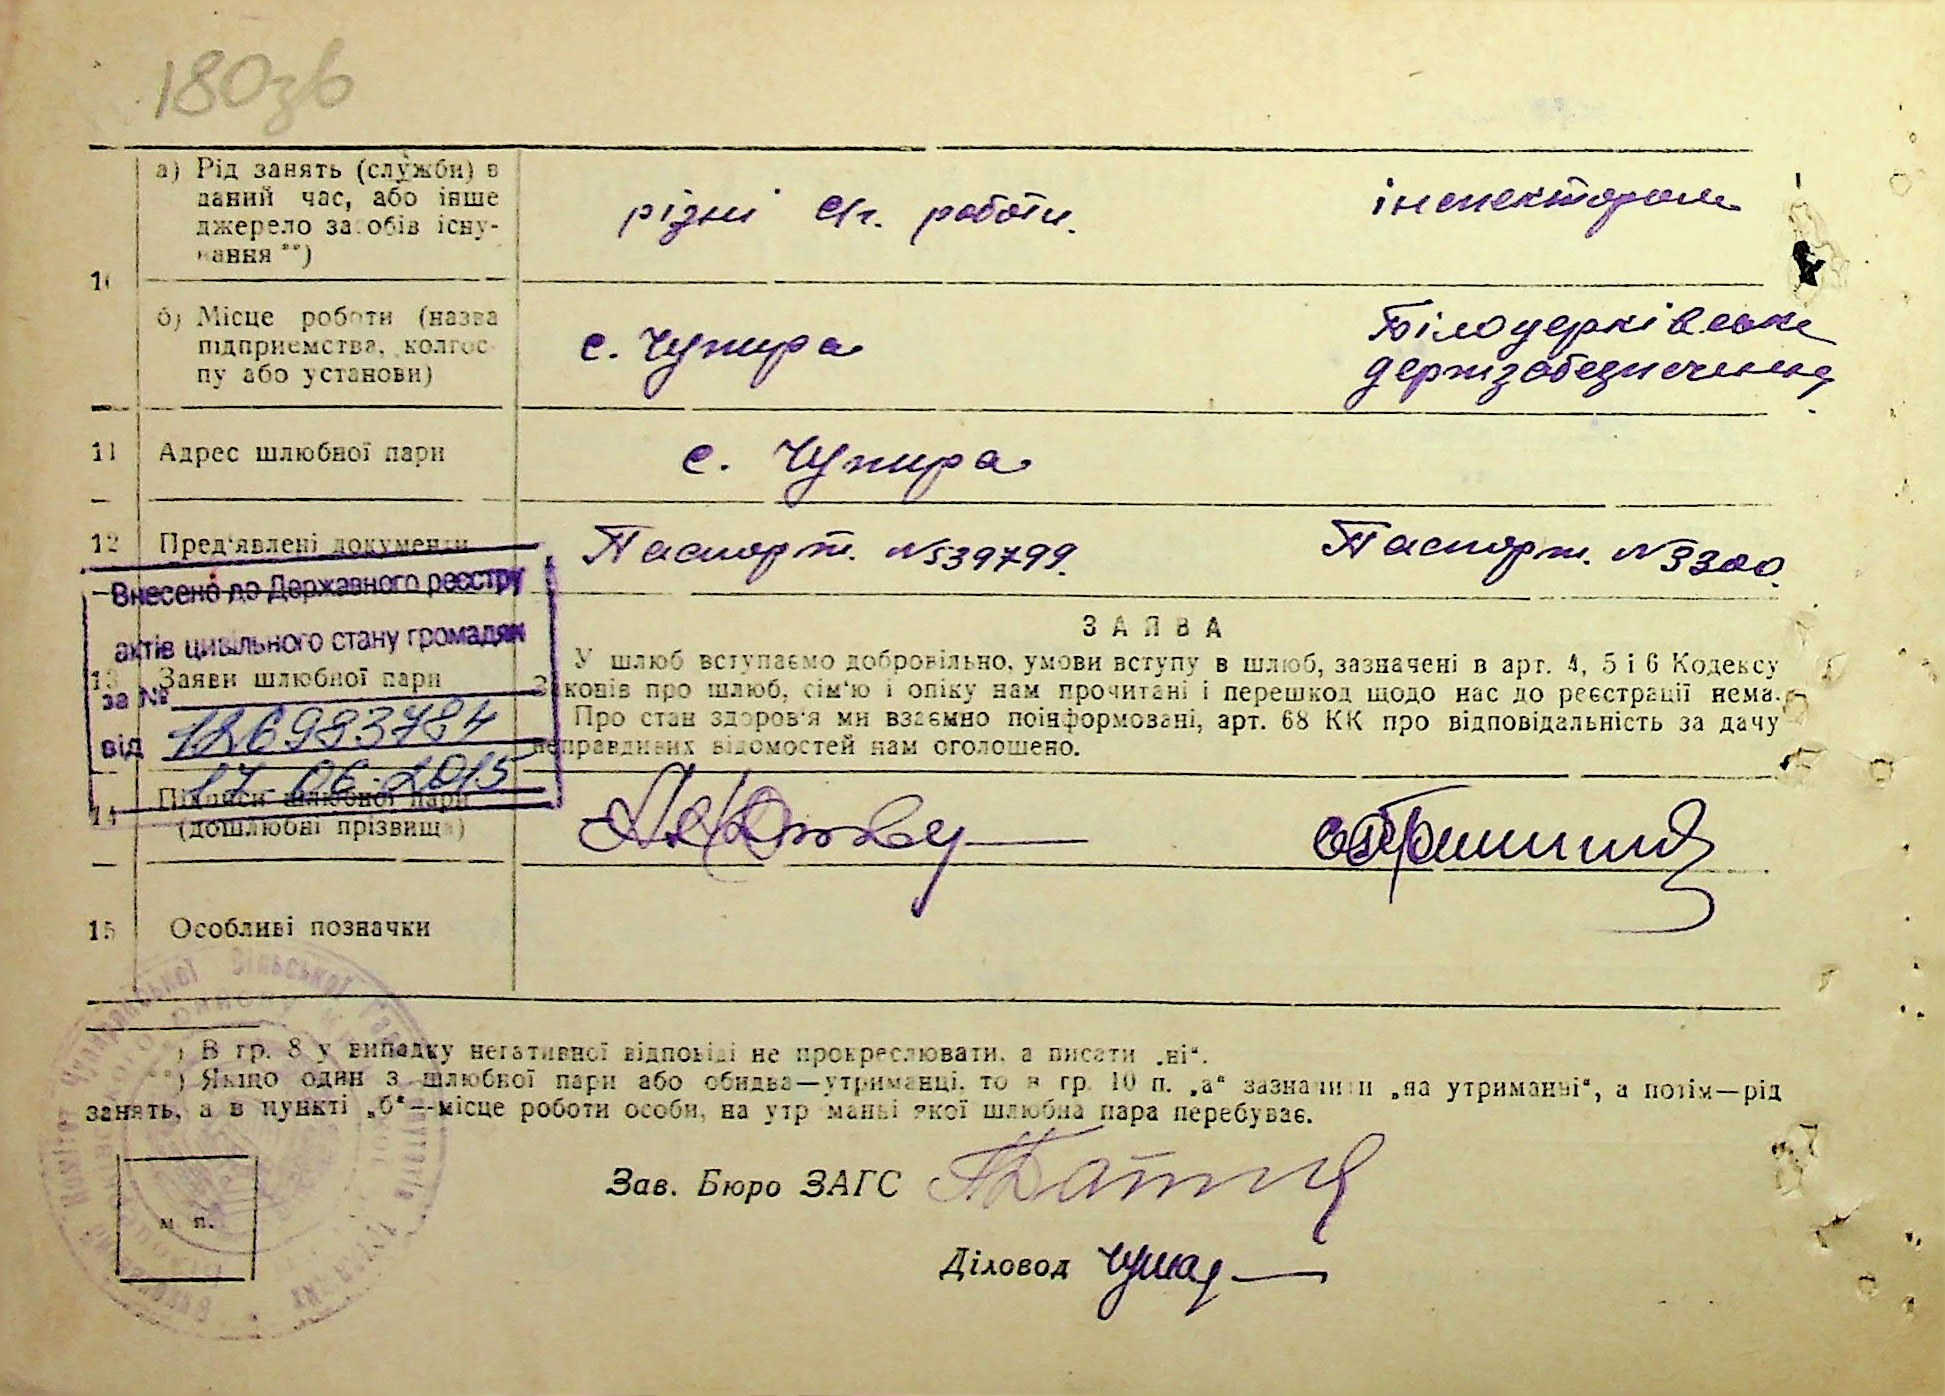 180зв
а) Рід занять (служби) в
даний час, або інше
джерело засобів існу-
вання **)
різні с/г. роботи.
інспектором
10
б) Місце роботи (назва
підприємства, колгос-
пу або установи)
с. Чупира
Білоцерківське
держзабезпечення.
11 Адрес шлюбної пари
с. Чупира
12 Пред'явлені документи
Паспорт. №539799.
Паспорт. №
Внесено до Державного реєстру
актів цивільного стану громадян
за № 126983784
від 17.06.2015
13 Заяви шлюбної пари
ЗАЯВА
У шлюб вступаємо добровільно, умови вступу в шлюб, зазначені в арт. 4, 5 і 6 Кодексу
Законів про шлюб, сім'ю і опіку нам прочитані і перешкод щодо нас до реєстрації нема.
Про стан здоров'я ми взаємно поінформовані, арт. 68 КК про відповідальність за дачу
неправдивих відомостей нам оголошено.
14 Підписи шлюбної пари
(дошлюбні прізвища)
15 Особливі позначки
*) В гр. 8 у випадку негативної відповіді не прокреслювати, а писати „ні“.
**) Якщо один з шлюбної пари або обидва—утриманці, то в гр. 10 п. „а“ зазначити „на утриманні“, а потім—рід
занять, а в пункті „б“—місце роботи особи, на утриманні якої шлюбна пара перебуває.
Зав. Бюро ЗАГС
м. п.
Діловод